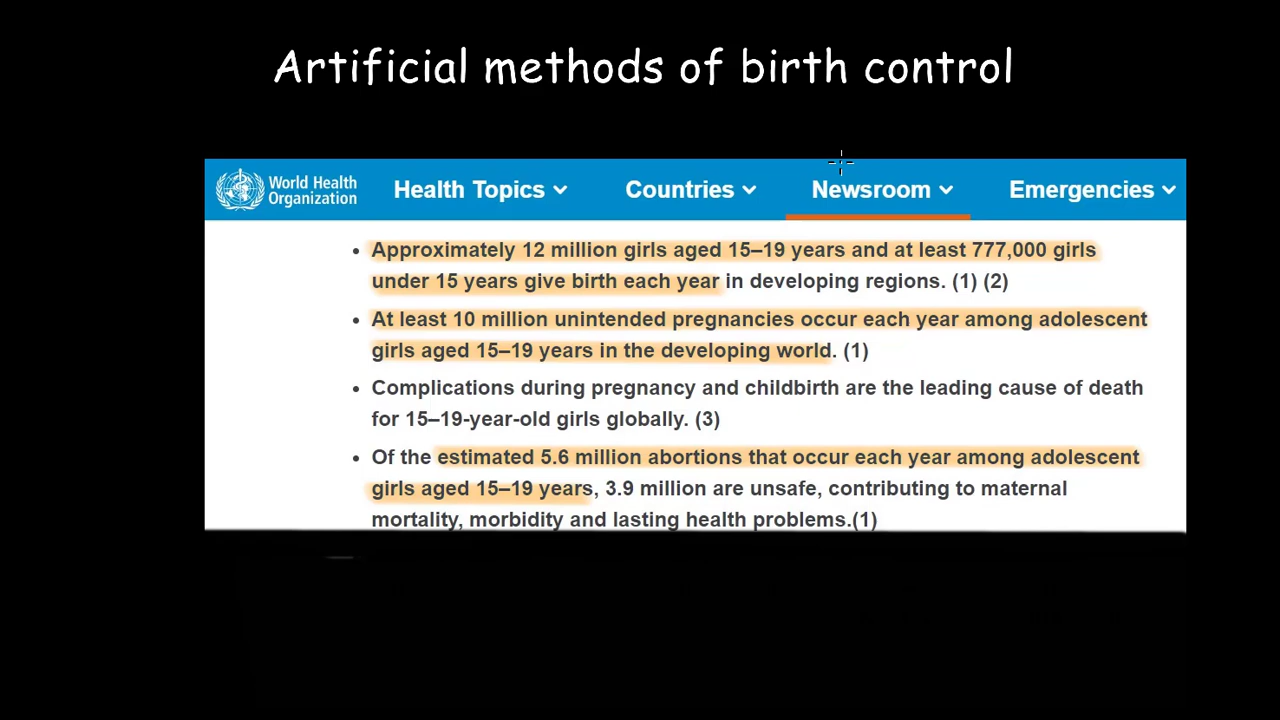 Artificial methods of birth control
World Health
Organization
Health Topics
Countries
Newsroom
Emergencies
• Approximately 12 million girls aged 15–19 years and at least 777,000 girls
under 15 years give birth each year in developing regions. (1) (2)
• At least 10 million unintended pregnancies occur each year among adolescent
girls aged 15–19 years in the developing world. (1)
• Complications during pregnancy and childbirth are the leading cause of death
for 15–19-year-old girls globally. (3)
• Of the estimated 5.6 million abortions that occur each year among adolescent
girls aged 15–19 years, 3.9 million are unsafe, contributing to maternal
mortality, morbidity and lasting health problems.(1)